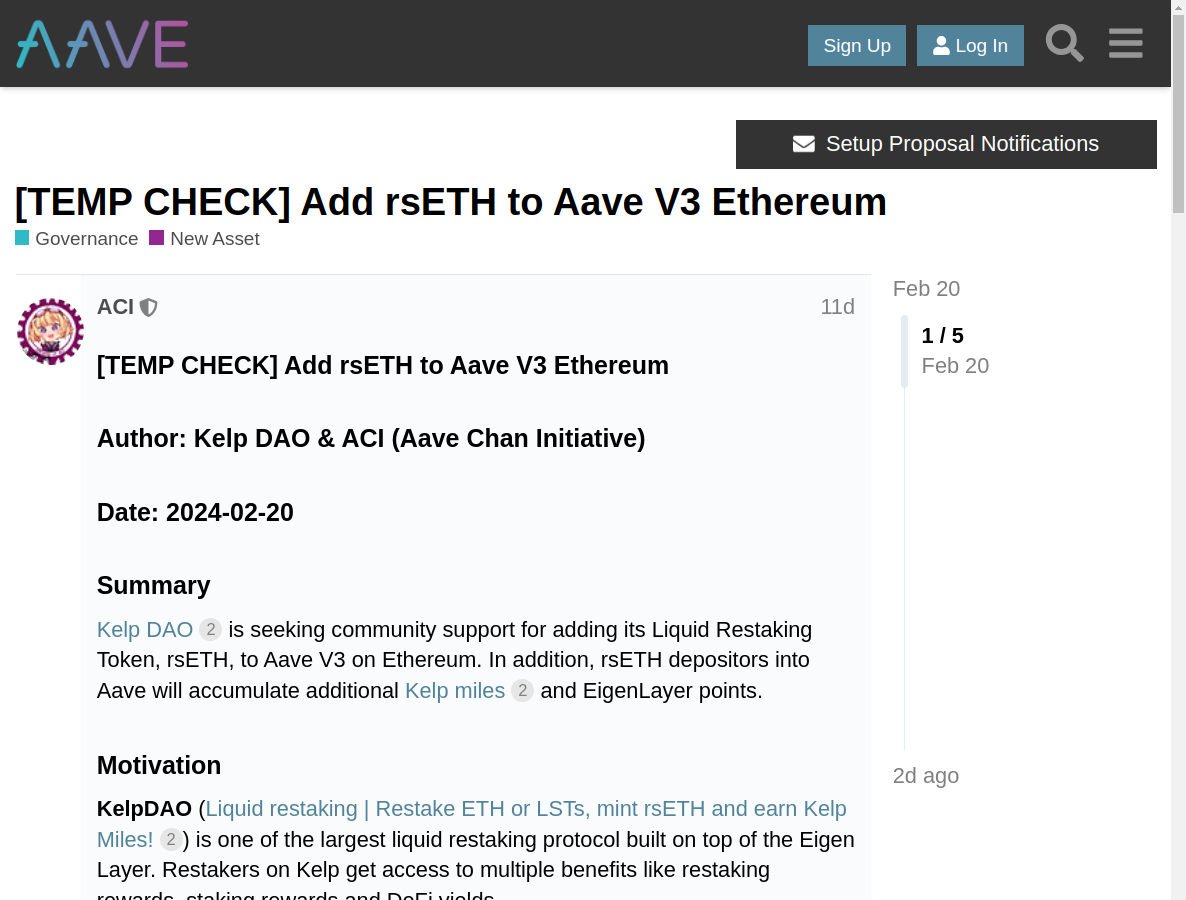 AAVE
Sign Up
Log In
Setup Proposal Notifications
[TEMP CHECK] Add rsETH to Aave V3 Ethereum
Governance New Asset
ACI 11d
[TEMP CHECK] Add rsETH to Aave V3 Ethereum
Author: Kelp DAO & ACI (Aave Chan Initiative)
Date: 2024-02-20
Summary
Kelp DAO 2 is seeking community support for adding its Liquid Restaking
Token, rsETH, to Aave V3 on Ethereum. In addition, rsETH depositors into
Aave will accumulate additional Kelp miles 2 and EigenLayer points.
Motivation
KelpDAO (Liquid restaking | Restake ETH or LSTs, mint rsETH and earn Kelp
Miles! 2 ) is one of the largest liquid restaking protocol built on top of the Eigen
Layer. Restakers on Kelp get access to multiple benefits like restaking
rewards, staking rewards and DeFi yields
Feb 20
1 / 5
Feb 20
2d ago